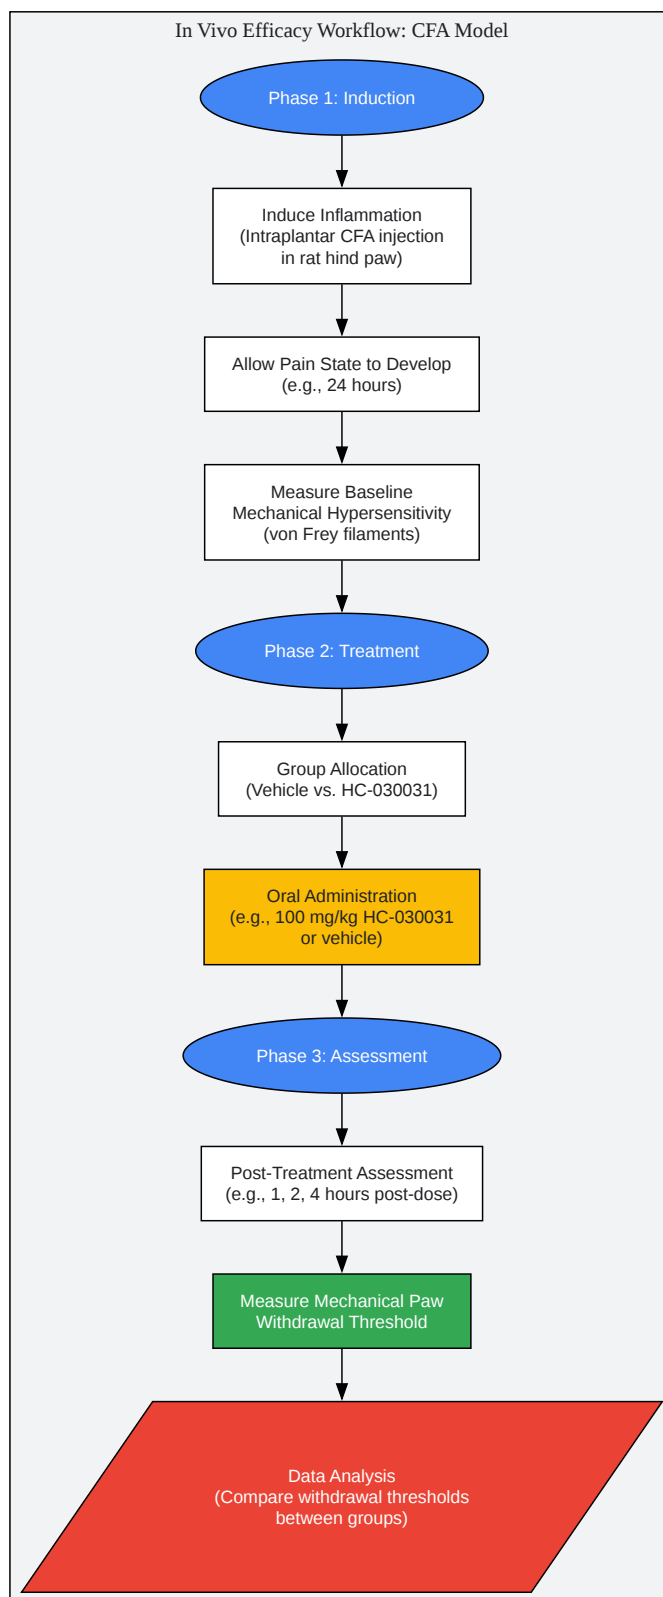 In Vivo Efficacy Workflow: CFA Model
Phase 1: Induction
Induce Inflammation
(Intraplantar CFA injection
in rat hind paw)
Allow Pain State to Develop
(e.g., 24 hours)
Measure Baseline
Mechanical Hypersensitivity
(von Frey filaments)
Phase 2: Treatment
Group Allocation
(Vehicle vs. HC-030031)
Oral Administration
(e.g., 100 mg/kg HC-030031
or vehicle)
Phase 3: Assessment
Post-Treatment Assessment
(e.g., 1, 2, 4 hours post-dose)
Measure Mechanical Paw
Withdrawal Threshold
Data Analysis
(Compare withdrawal thresholds
between groups)